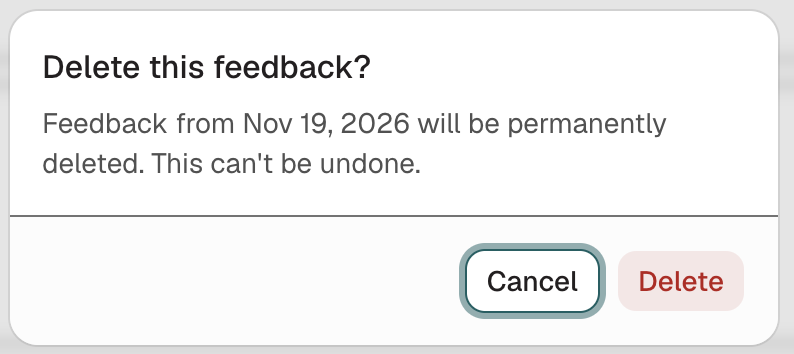 Delete this feedback?
Feedback from Nov 19, 2026 will be permanently
deleted. This can't be undone.
Cancel Delete